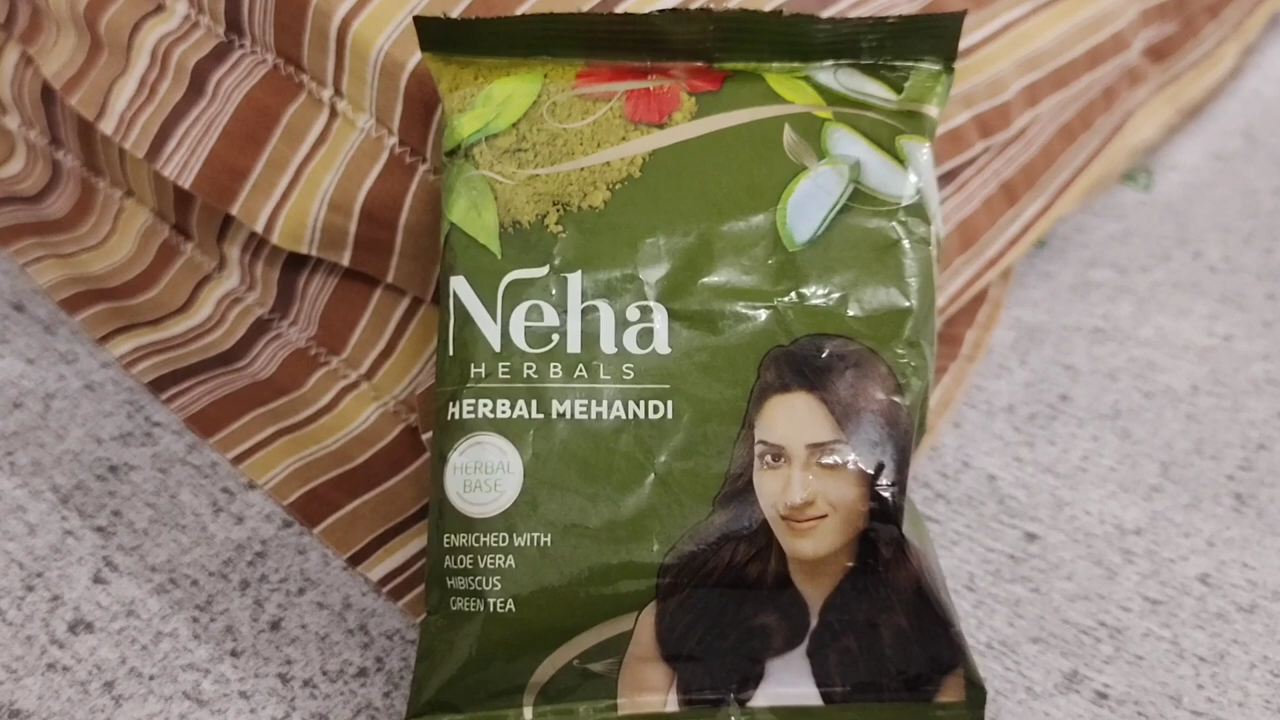 Neha
HERBALS
HERBAL MEHANDI
HERBAL
BASE
ENRICHED WITH
ALOE VERA
HIBISCUS
GREEN TEA